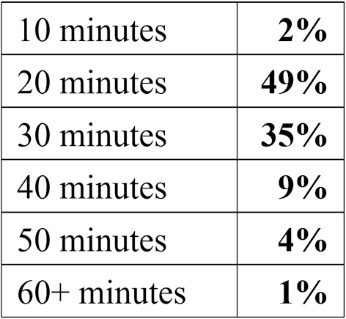 10 minutes 2%
20 minutes 49%
30 minutes 35%
40 minutes 9%
50 minutes 4%
60+ minutes 1%